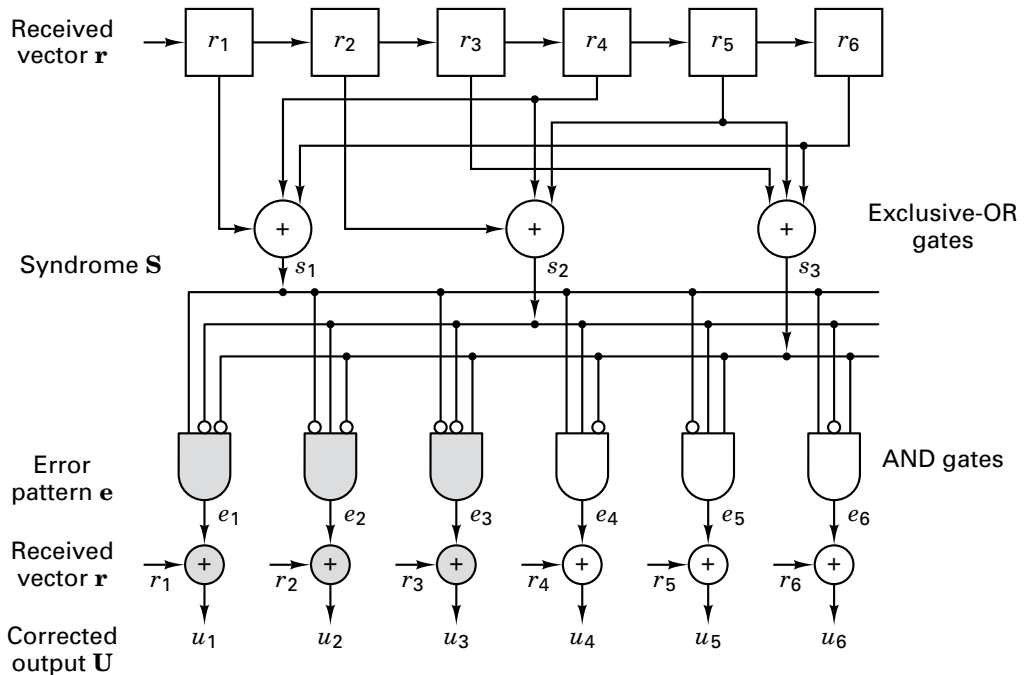 Received
vector r
r1 r2 r3 r4 r5 r6
+ + +
Exclusive-OR
gates
Syndrome S
s1 s2 s3
AND gates
Error
pattern e
e1 e2 e3 e4 e5 e6
Received
vector r
+ + + + + +
r1 r2 r3 r4 r5 r6
Corrected
output U
u1 u2 u3 u4 u5 u6